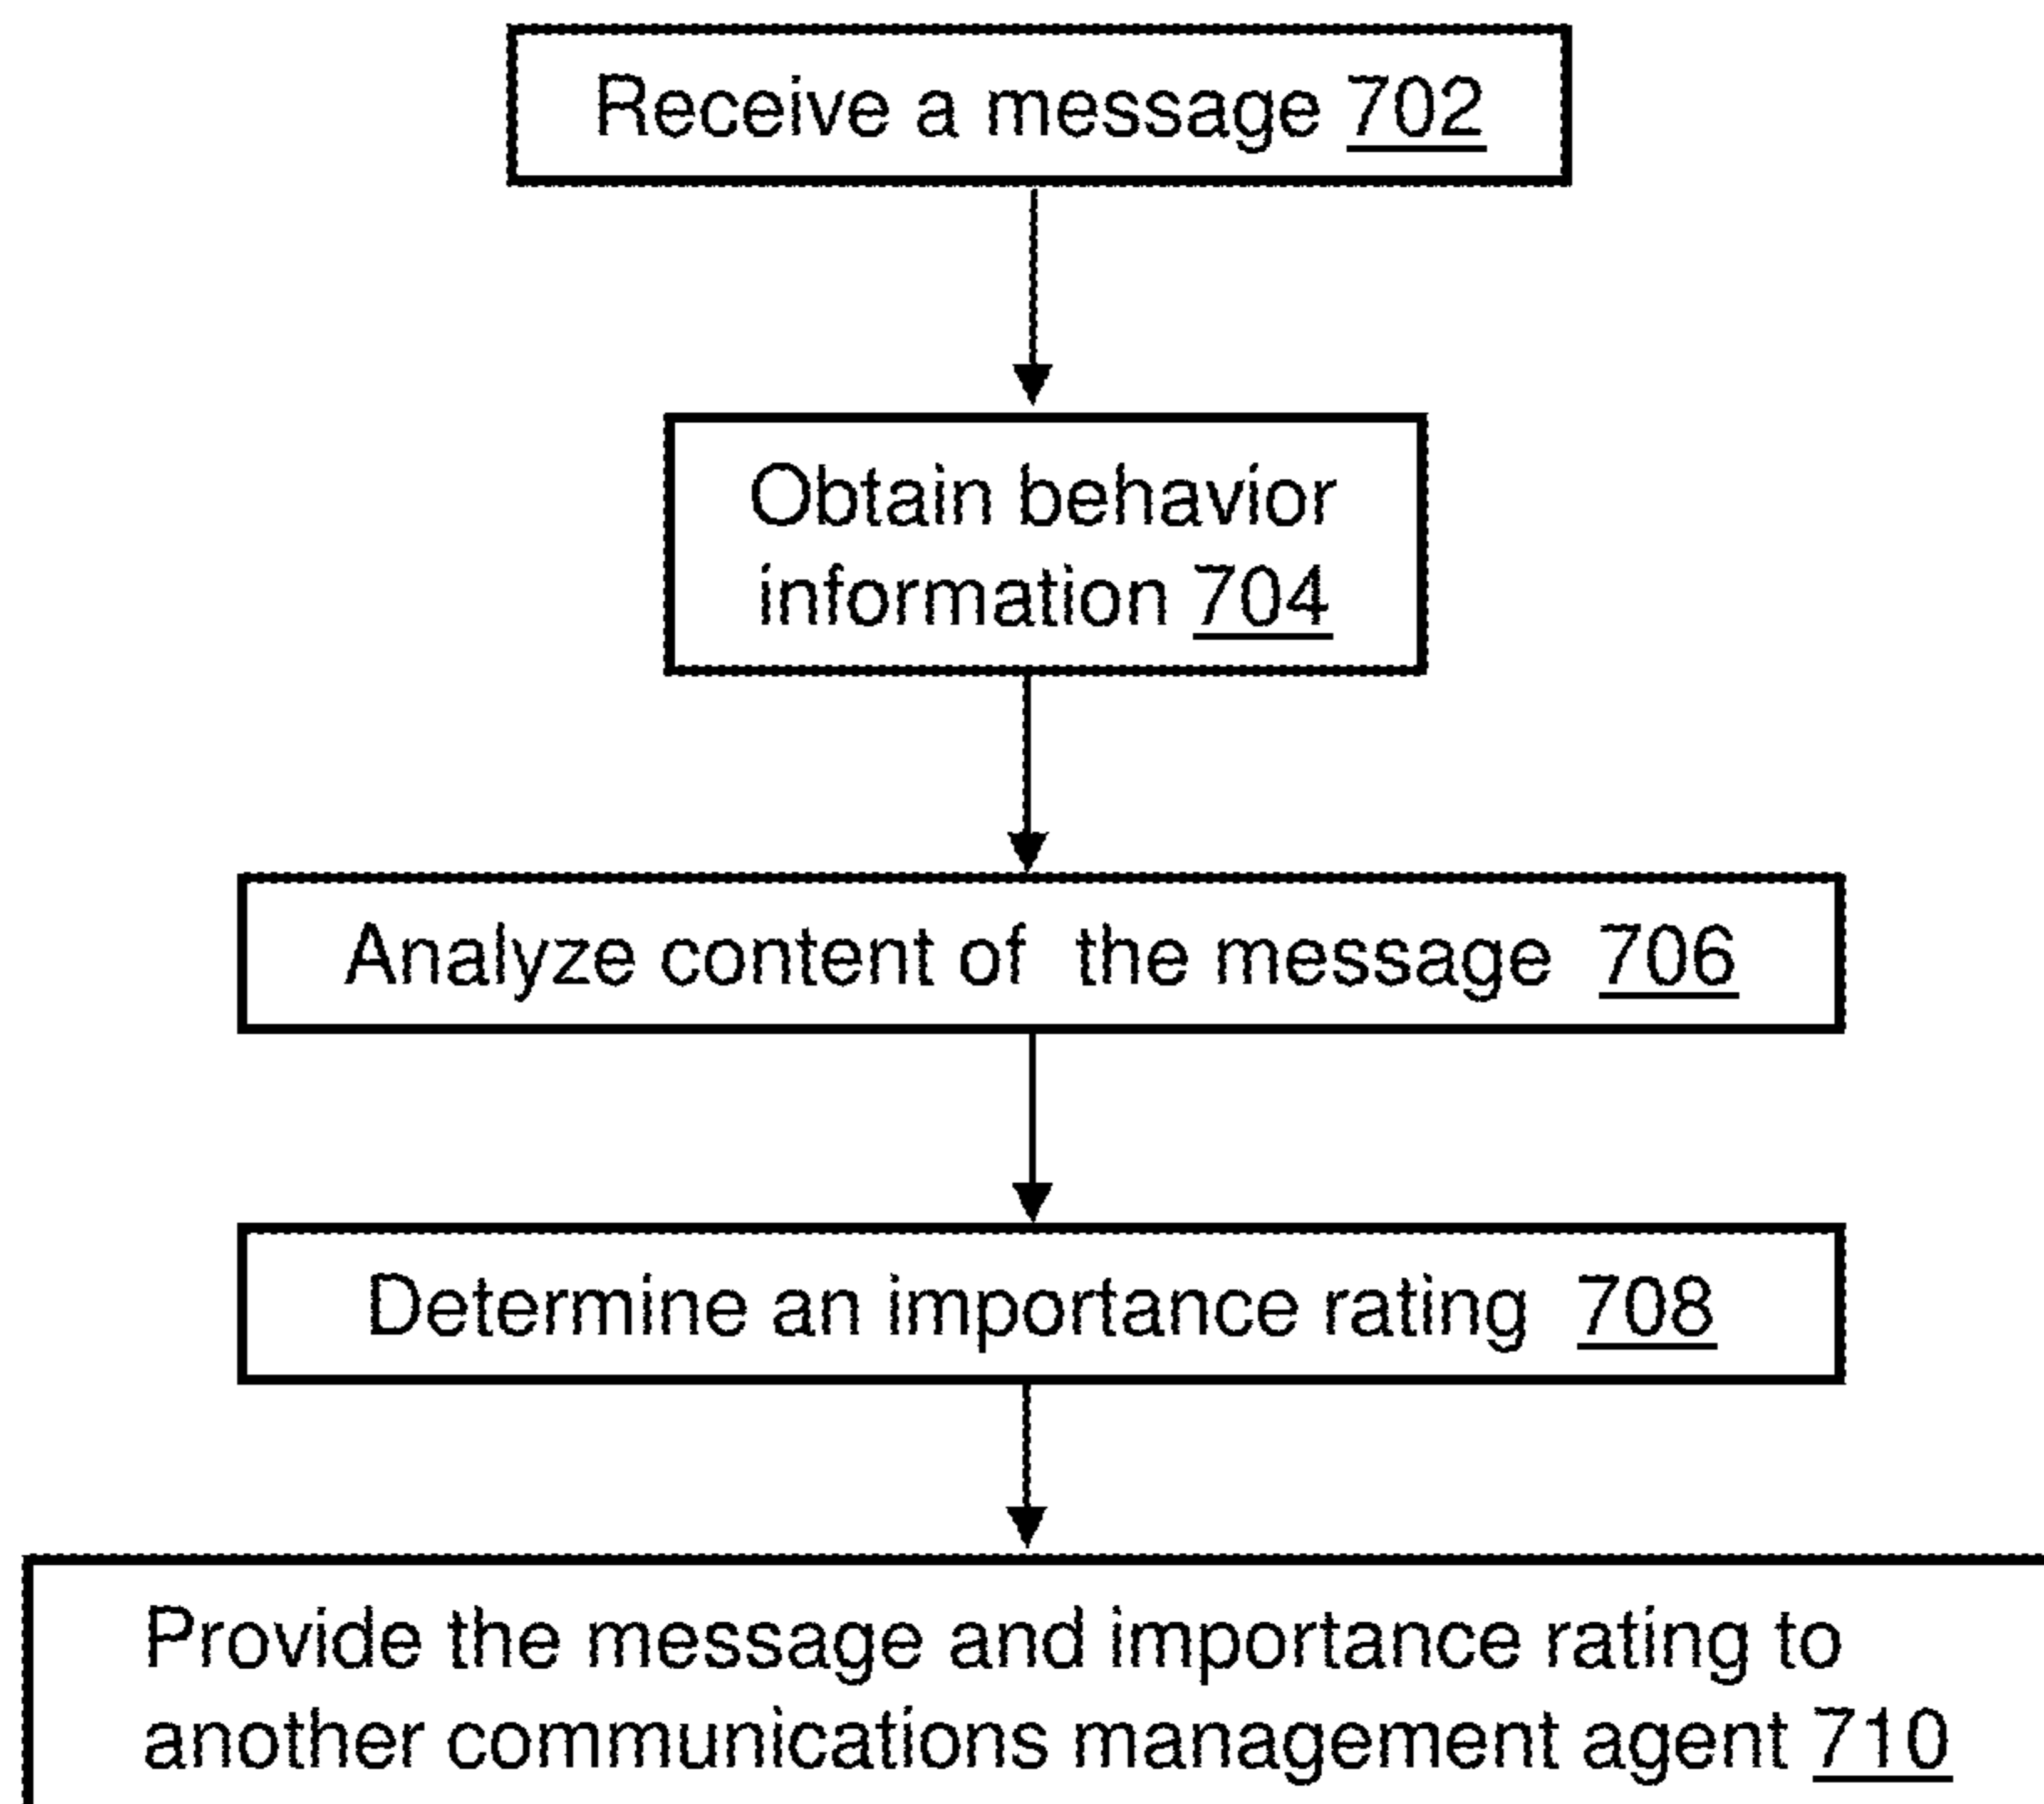 Receive a message 702
Obtain behavior
information 704
Analyze content of the message 706
Determine an importance rating 708
Provide the message and importance rating to
another communications management agent 710